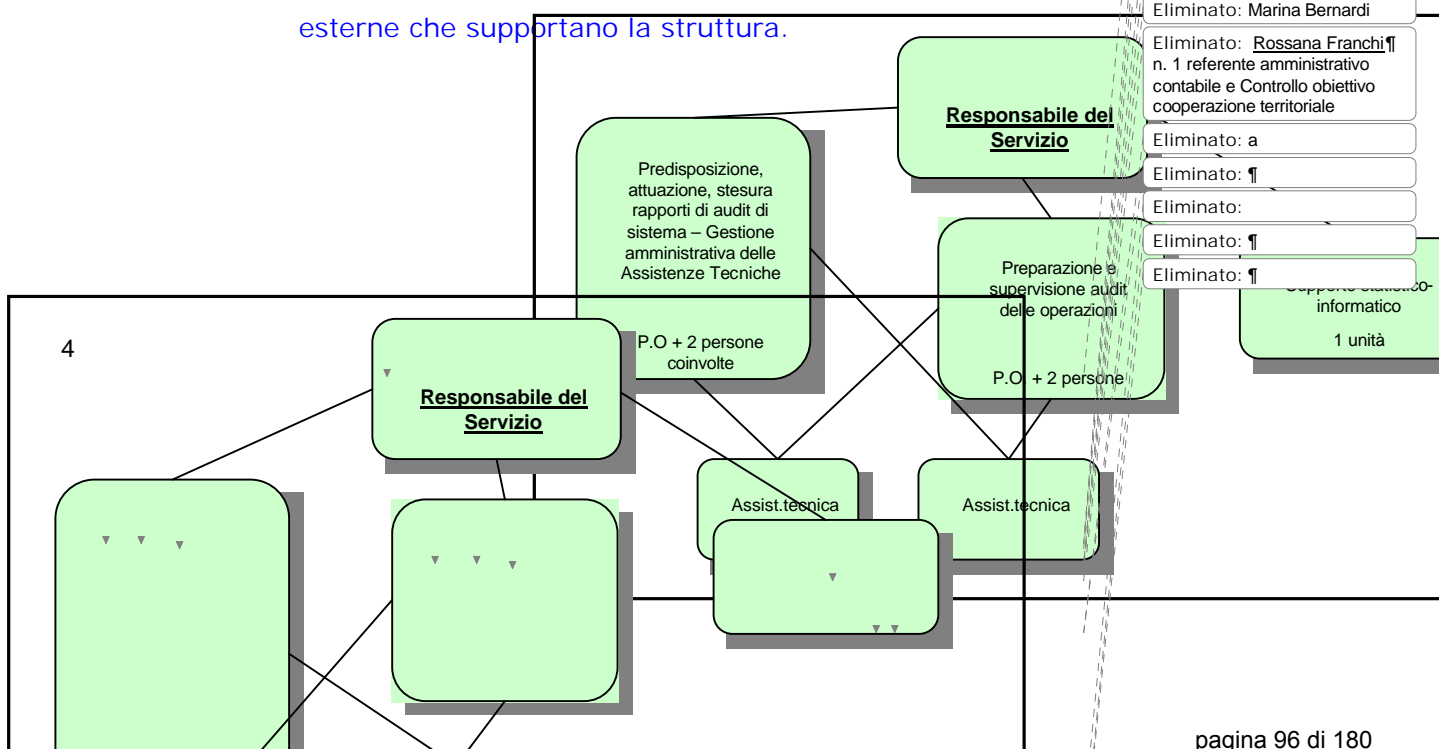 esterne che supportano la struttura.
Eliminato: Marina Bernardi
Eliminato: Rossana Franchi¶
n. 1 referente amministrativo
contabile e Controllo obiettivo
cooperazione territoriale
Eliminato: a
Eliminato: ¶
Eliminato:
Eliminato: ¶
Eliminato: ¶
Responsabile del
Servizio
Predisposizione,
attuazione, stesura
rapporti di audit di
sistema – Gestione
amministrativa delle
Assistenze Tecniche
P.O + 2 persone
coinvolte
Preparazione e
supervisione audit
delle operazioni
P.O. + 2 persone
informatico
1 unità
4
Responsabile del
Servizio
Assist.tecnica
Assist.tecnica
pagina 96 di 180